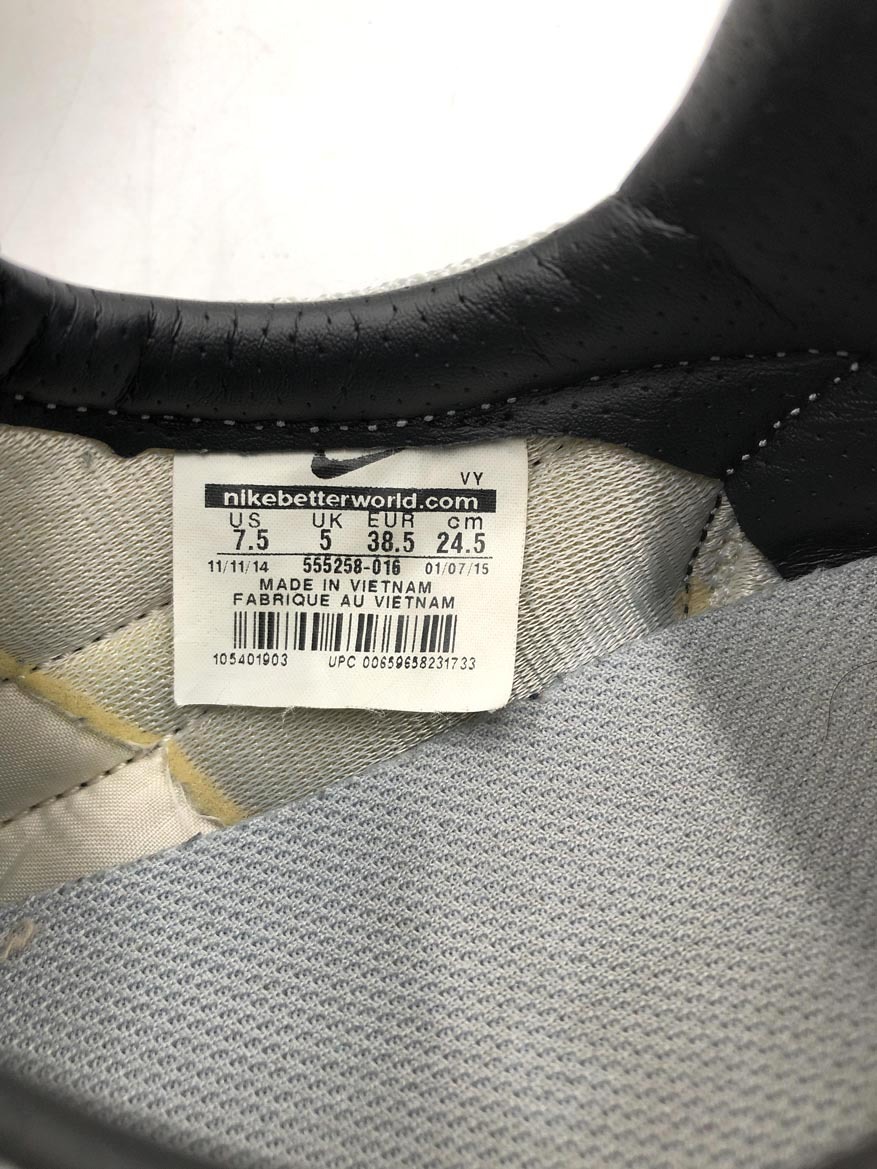 VY
nikebetterworld.com
US UK EUR cm
7.5 5 38.5 24.5
11/11/14 555258-016 01/07/15
MADE IN VIETNAM
FABRIQUE AU VIETNAM
105401903 UPC 00659658231733